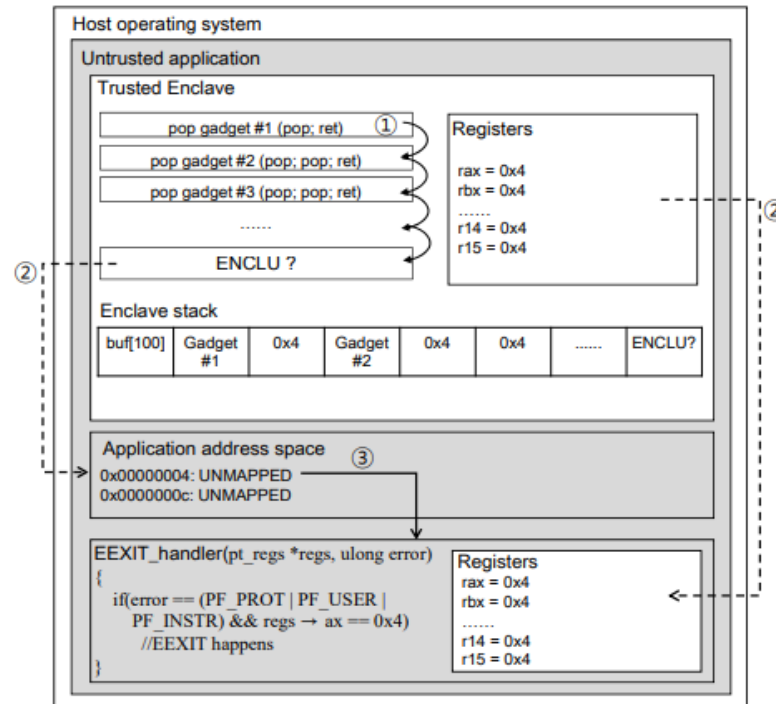 Host operating system
Untrusted application
Trusted Enclave
pop gadget #1 (pop; ret)
①
pop gadget #2 (pop; pop; ret)
pop gadget #3 (pop; pop; ret)
......
ENCLU ?
Registers
rax = 0x4
rbx = 0x4
......
r14 = 0x4
r15 = 0x4
②
②
Enclave stack
buf[100]
Gadget
#1
0x4
Gadget
#2
0x4
0x4
......
ENCLU?
Application address space
0x00000004: UNMAPPED
0x0000000c: UNMAPPED
③
EEXIT_handler(pt_regs *regs, ulong error)
{
if(error == (PF_PROT | PF_USER |
PF_INSTR) && regs → ax == 0x4)
//EEXIT happens
}
Registers
rax = 0x4
rbx = 0x4
......
r14 = 0x4
r15 = 0x4